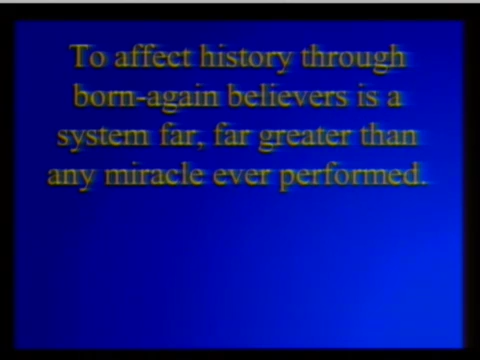 To affect history through
born-again believers is a
system far, far greater than
any miracle ever performed.